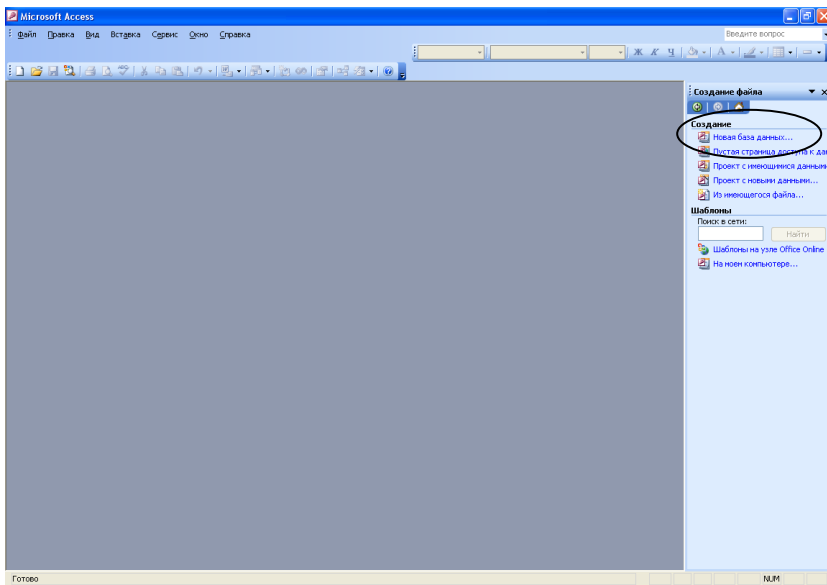 Microsoft Access
Файл Правка Вид Вставка Сервис Окно Справка
Введите вопрос
Ж К Ч
Создание файла
Создание
Новая база данных...
Пустая страница доступа к дан
Проект с имеющимися данными
Проект с новыми данными...
Из имеющегося файла...
Шаблоны
Поиск в сети:
Найти
Шаблоны на узле Office Online
На моем компьютере...
Готово
NUM